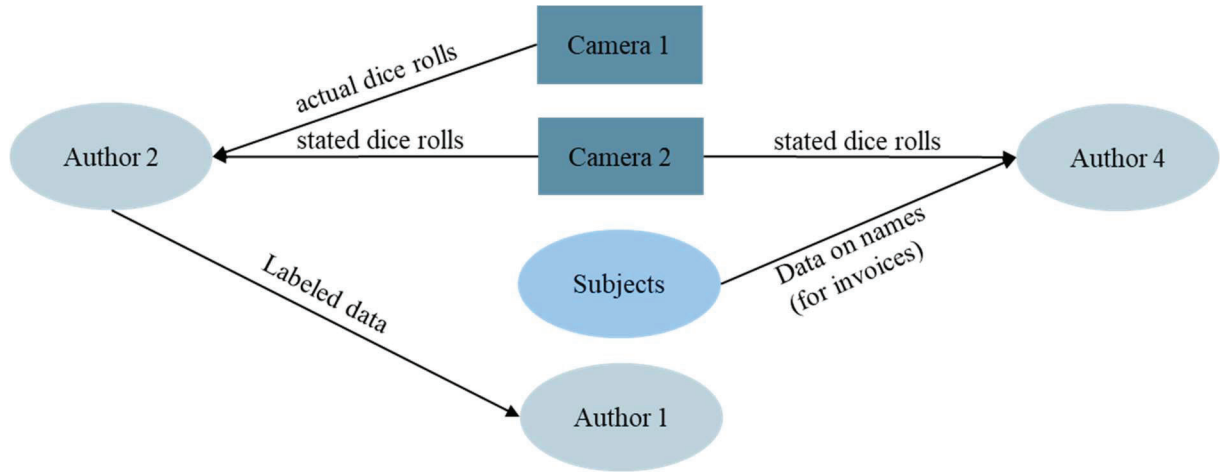 Camera 1
actual dice rolls
stated dice rolls
Author 2
Camera 2
stated dice rolls
Author 4
Data on names
(for invoices)
Subjects
Labeled data
Author 1